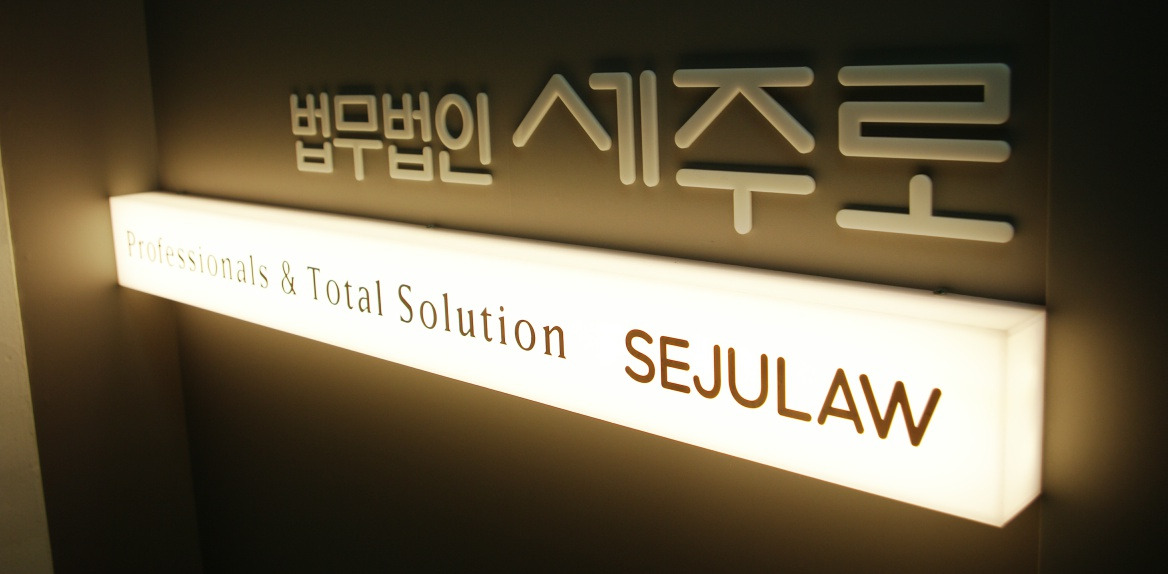 법무법인 세주로
Professionals & Total Solution SEJULAW